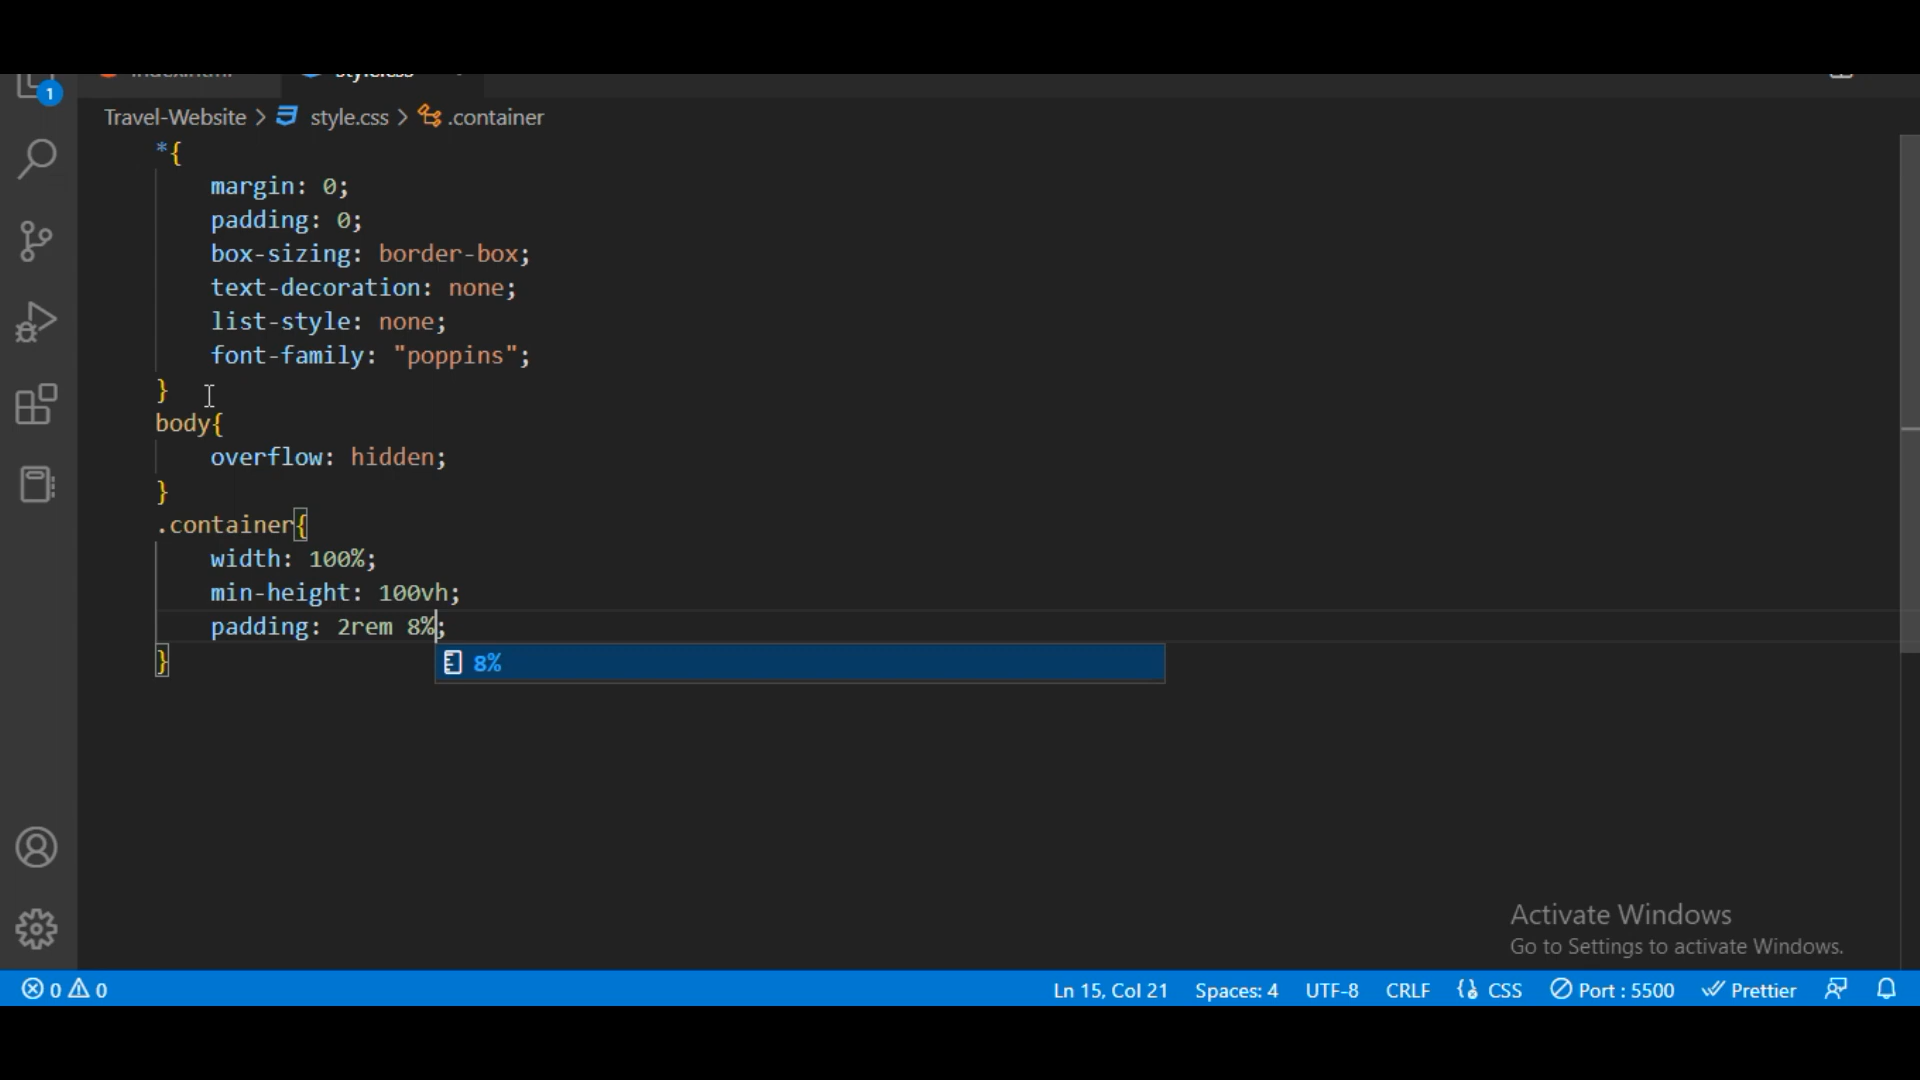 style.css
1
Travel-Website > style.css > .container
*{
margin: 0;
padding: 0;
box-sizing: border-box;
text-decoration: none;
list-style: none;
font-family: "poppins";
}
body{
overflow: hidden;
}
.container{
width: 100%;
min-height: 100vh;
padding: 2rem 8%;
}
8%
Activate Windows
Go to Settings to activate Windows.
0 0 Ln 15, Col 21 Spaces: 4 UTF-8 CRLF CSS Port : 5500 Prettier